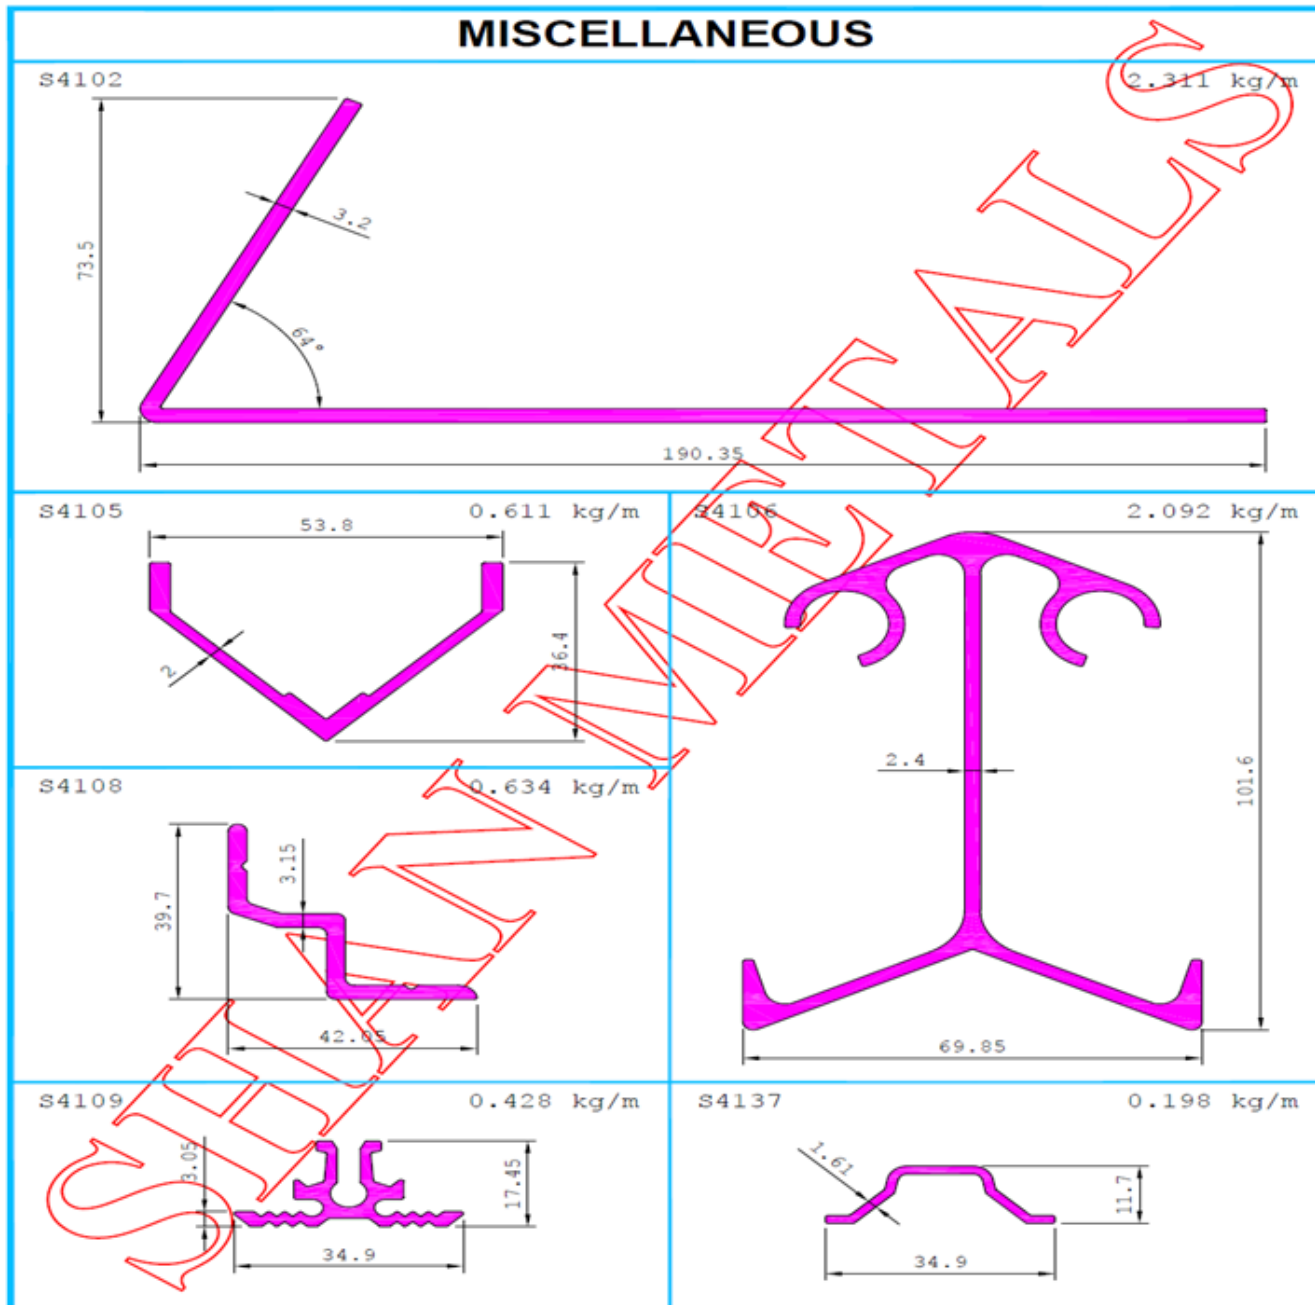 MISCELLANEOUS
S4102 2.311 kg/m
73.5
3.2
64°
190.35
S4105 0.611 kg/m
53.8
2
36.4
S4106 2.092 kg/m
2.4
101.6
69.85
S4108 0.634 kg/m
3.15
39.7
42.05
S4109 0.428 kg/m
3.05
17.45
34.9
S4137 0.198 kg/m
1.61
11.7
34.9
SHAN METALS